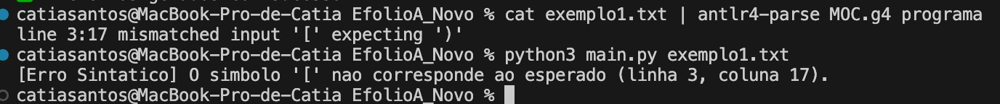 catiasantos@MacBook-Pro-de-Catia EfolioA_Novo % cat exemplo1.txt | antlr4-parse MOC.g4 programa
line 3:17 mismatched input '[' expecting ')'
catiasantos@MacBook-Pro-de-Catia EfolioA_Novo % python3 main.py exemplo1.txt
[Erro Sintatico] O simbolo '[' nao corresponde ao esperado (linha 3, coluna 17).
catiasantos@MacBook-Pro-de-Catia EfolioA_Novo %